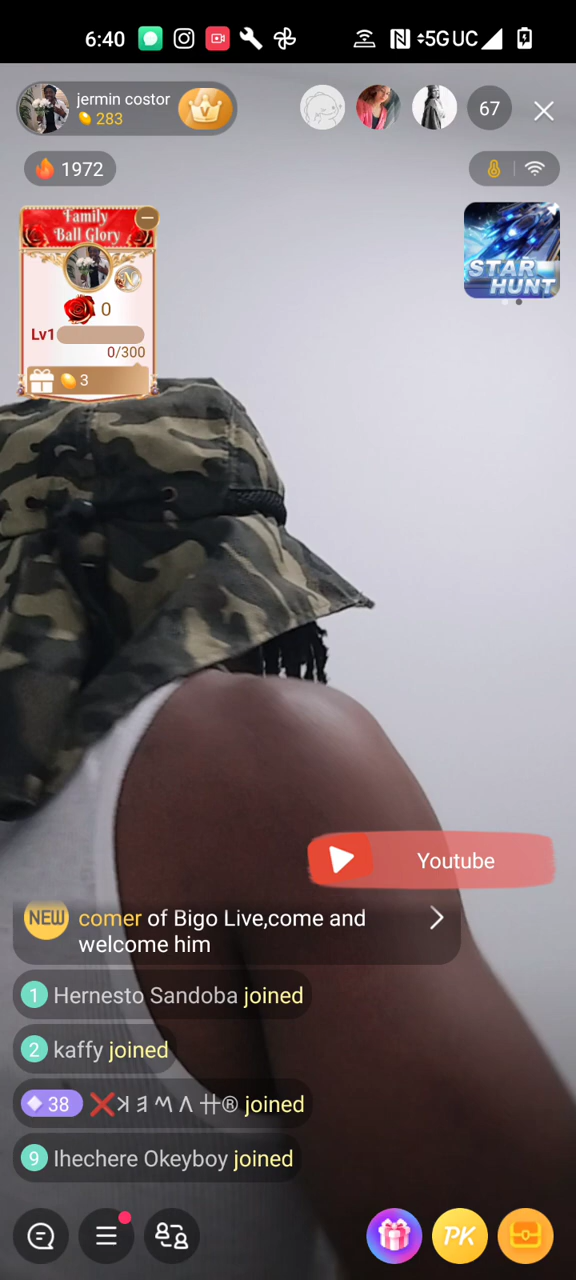 6:40
5G UC
jermin costor
283
67
1972
Family
Ball Glory
N
0
Lv1
0/300
3
STAR
HUNT
Youtube
NEW comer of Bigo Live,come and
welcome him
1 Hernesto Sandoba joined
2 kaffy joined
38 joined
9 Ihechere Okeyboy joined
PK